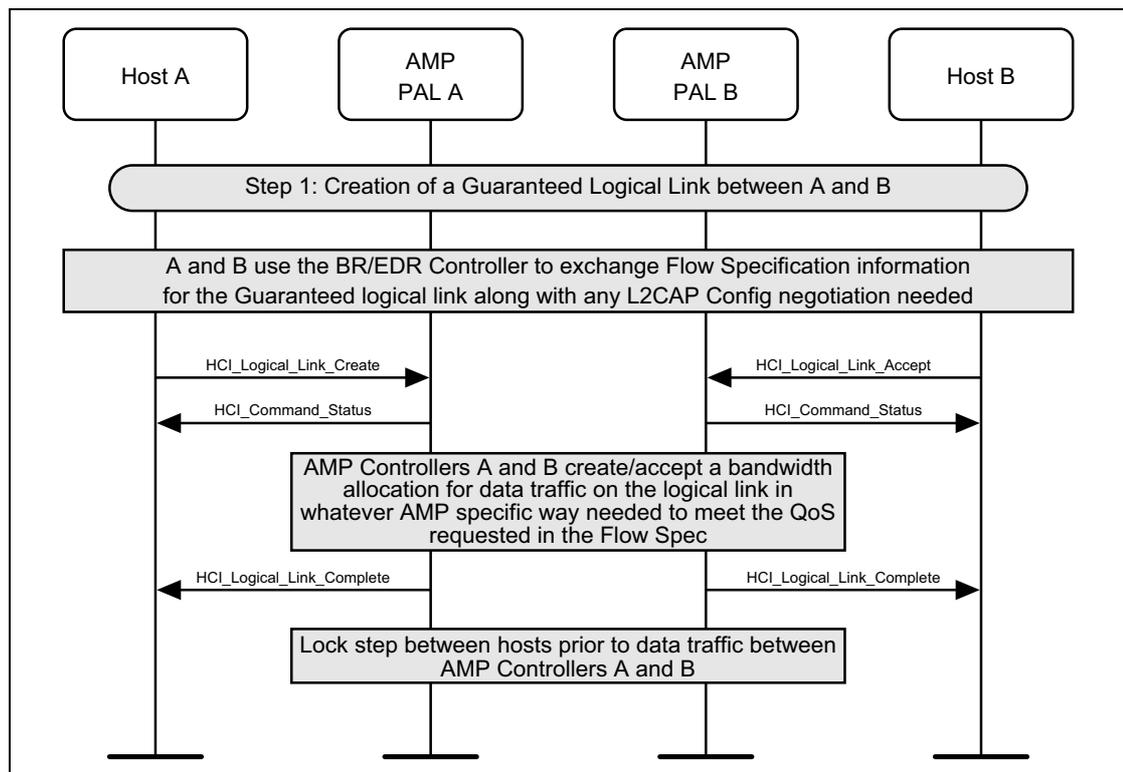 Host A
AMP
PAL A
AMP
PAL B
Host B
Step 1: Creation of a Guaranteed Logical Link between A and B
A and B use the BR/EDR Controller to exchange Flow Specification information
for the Guaranteed logical link along with any L2CAP Config negotiation needed
HCI_Logical_Link_Create
HCI_Logical_Link_Accept
HCI_Command_Status
HCI_Command_Status
AMP Controllers A and B create/accept a bandwidth
allocation for data traffic on the logical link in
whatever AMP specific way needed to meet the QoS
requested in the Flow Spec
HCI_Logical_Link_Complete
HCI_Logical_Link_Complete
Lock step between hosts prior to data traffic between
AMP Controllers A and B